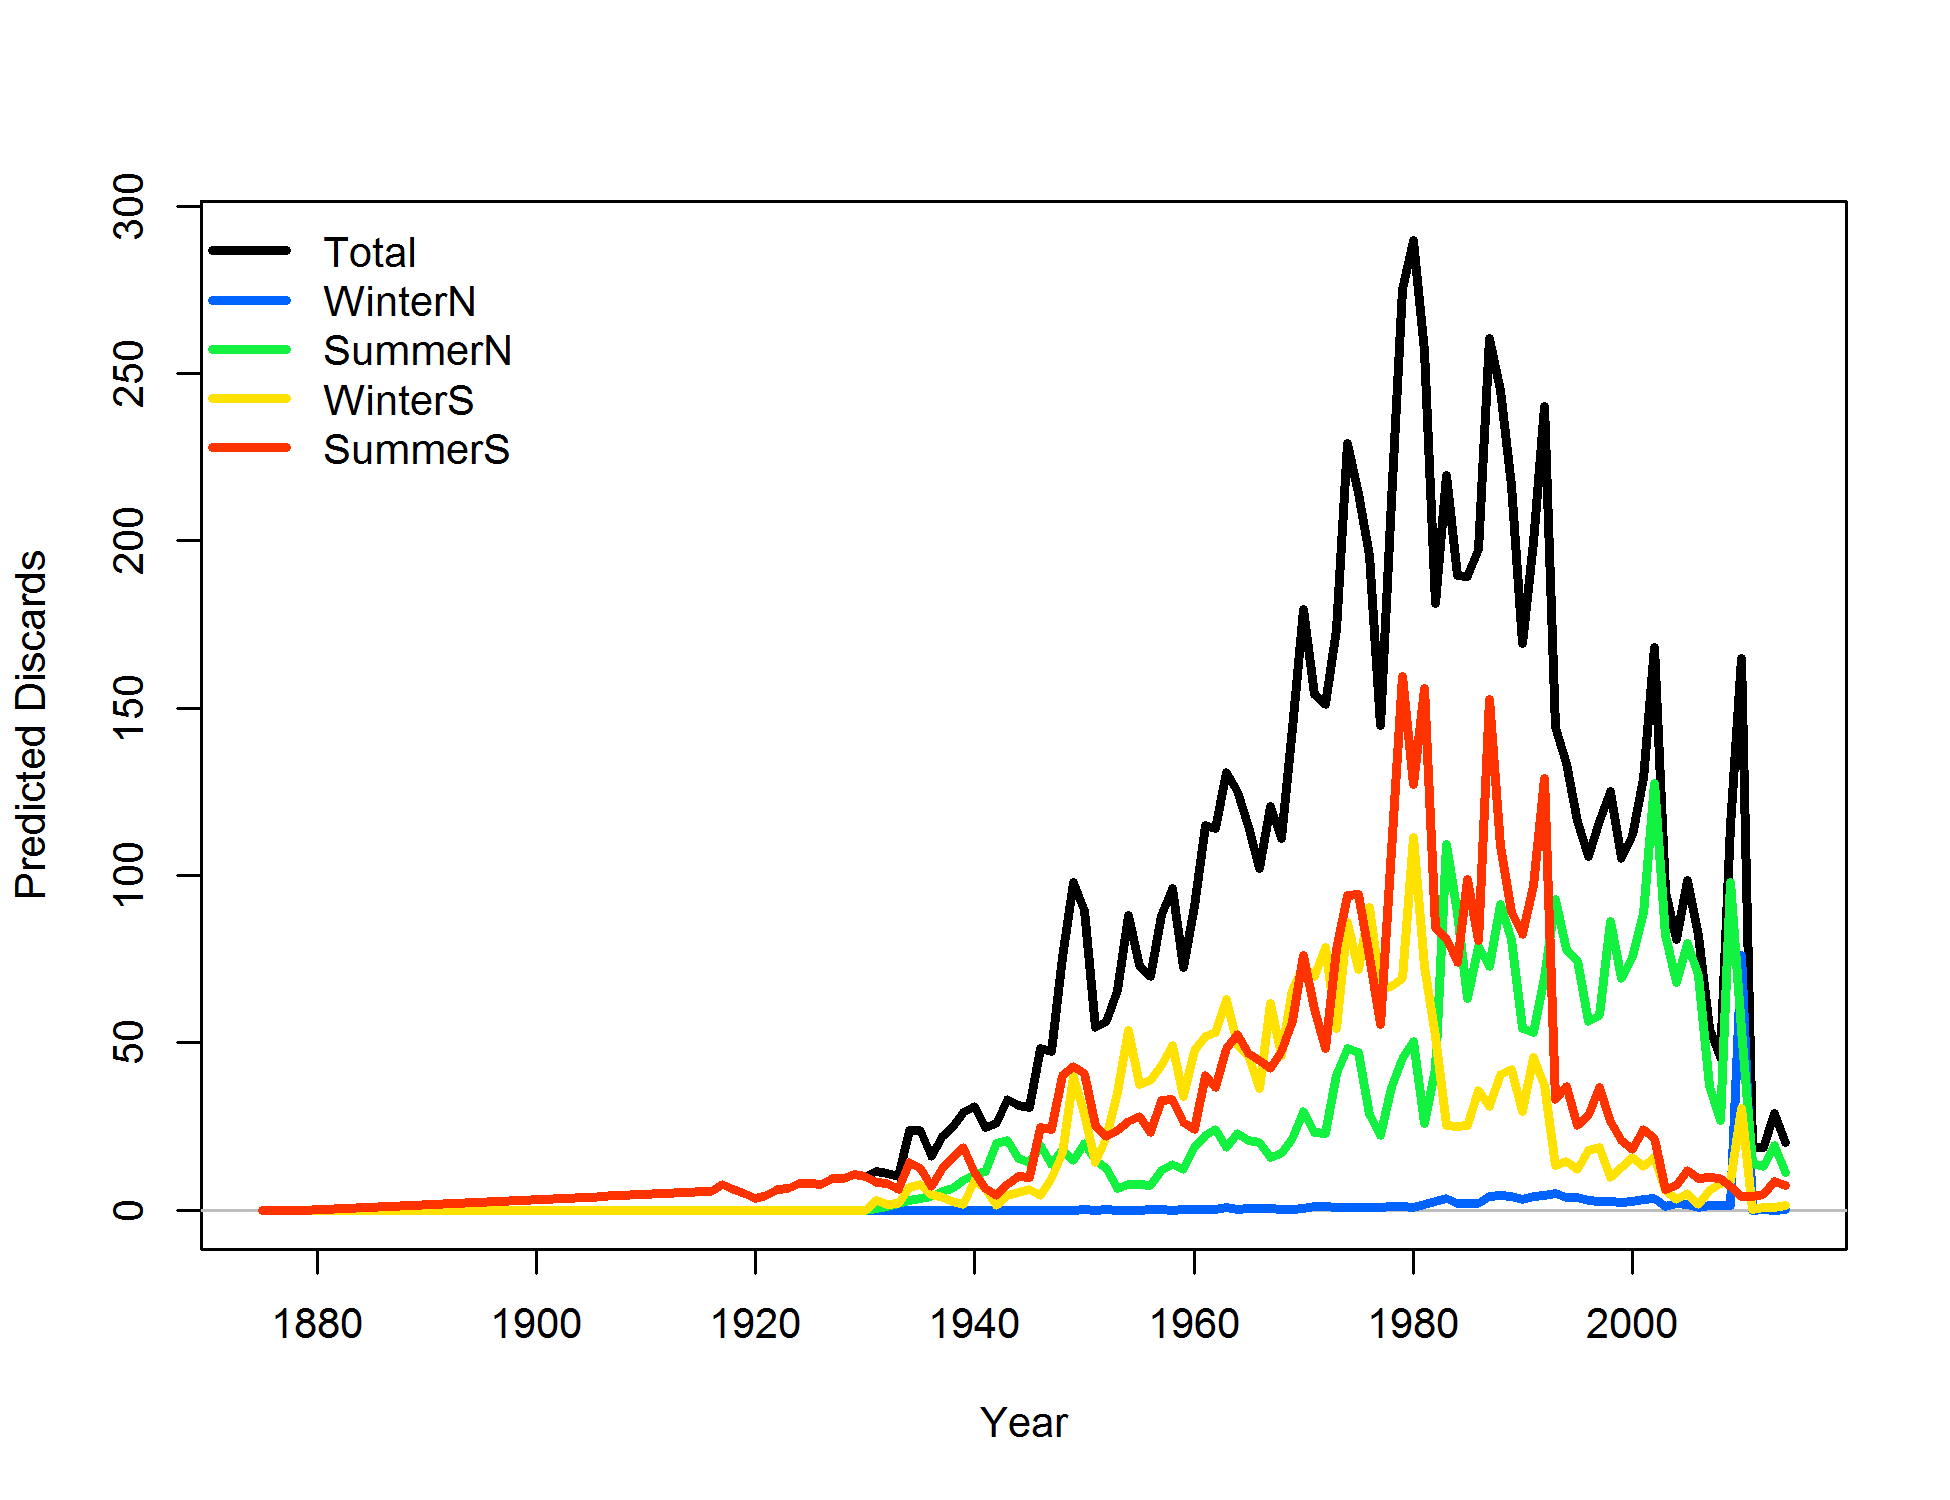 Total
WinterN
SummerN
WinterS
SummerS
300
250
200
150
100
50
0
Predicted Discards
1880 1900 1920 1940 1960 1980 2000
Year